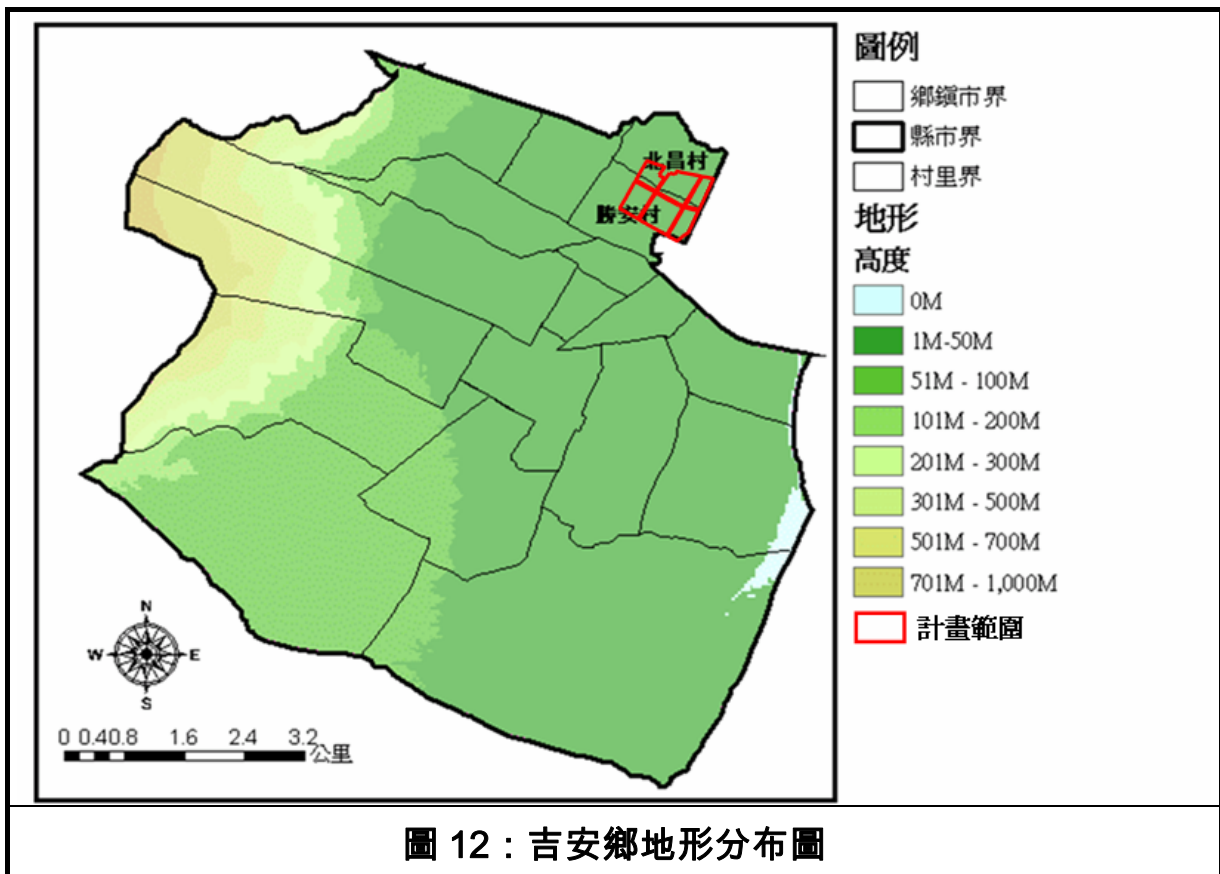 圖例
鄉鎮市界
縣市界
村里界
地形
高度
0M
1M-50M
51M - 100M
101M - 200M
201M - 300M
301M - 500M
501M - 700M
701M - 1,000M
計畫範圍
北昌村
勝安村
N
W E
S
0 0.40.8 1.6 2.4 3.2
公里
圖 12：吉安鄉地形分布圖